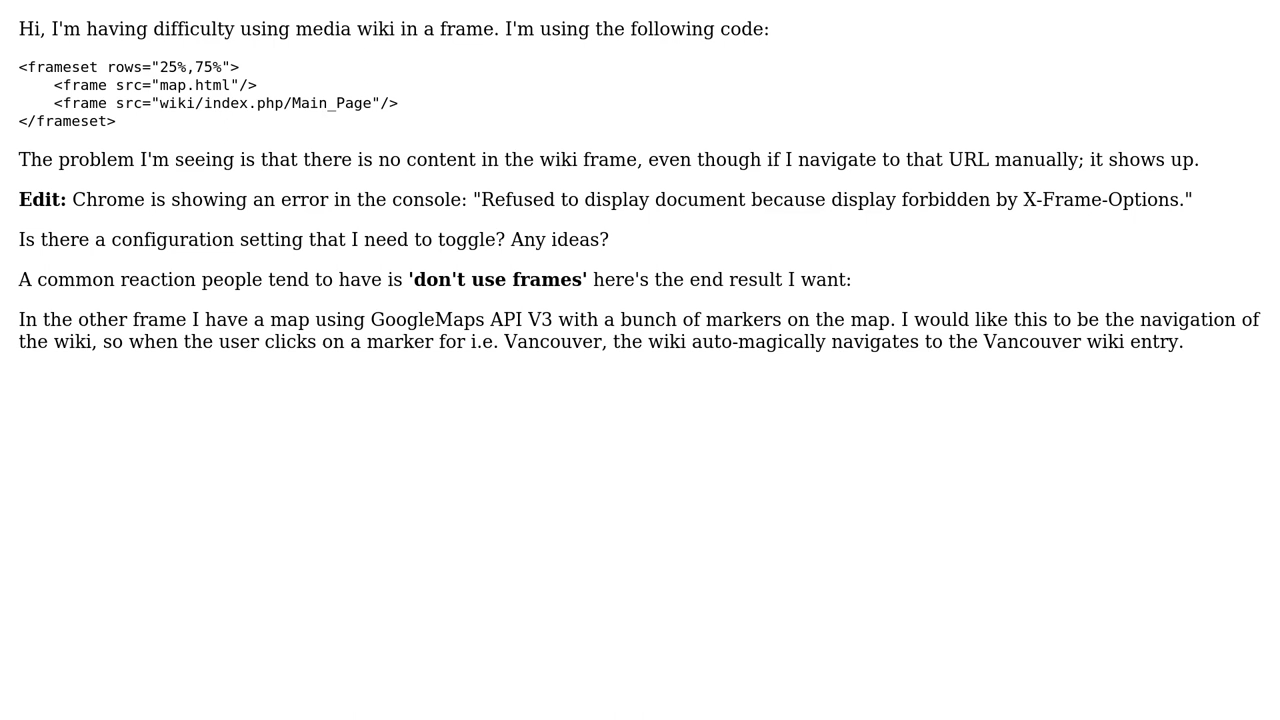 Hi, I'm having difficulty using media wiki in a frame. I'm using the following code:
<frameset rows="25%,75%">
    <frame src="map.html"/>
    <frame src="wiki/index.php/Main_Page"/>
</frameset>
The problem I'm seeing is that there is no content in the wiki frame, even though if I navigate to that URL manually; it shows up.
Edit: Chrome is showing an error in the console: "Refused to display document because display forbidden by X-Frame-Options."
Is there a configuration setting that I need to toggle? Any ideas?
A common reaction people tend to have is 'don't use frames' here's the end result I want:
In the other frame I have a map using GoogleMaps API V3 with a bunch of markers on the map. I would like this to be the navigation of
the wiki, so when the user clicks on a marker for i.e. Vancouver, the wiki auto-magically navigates to the Vancouver wiki entry.